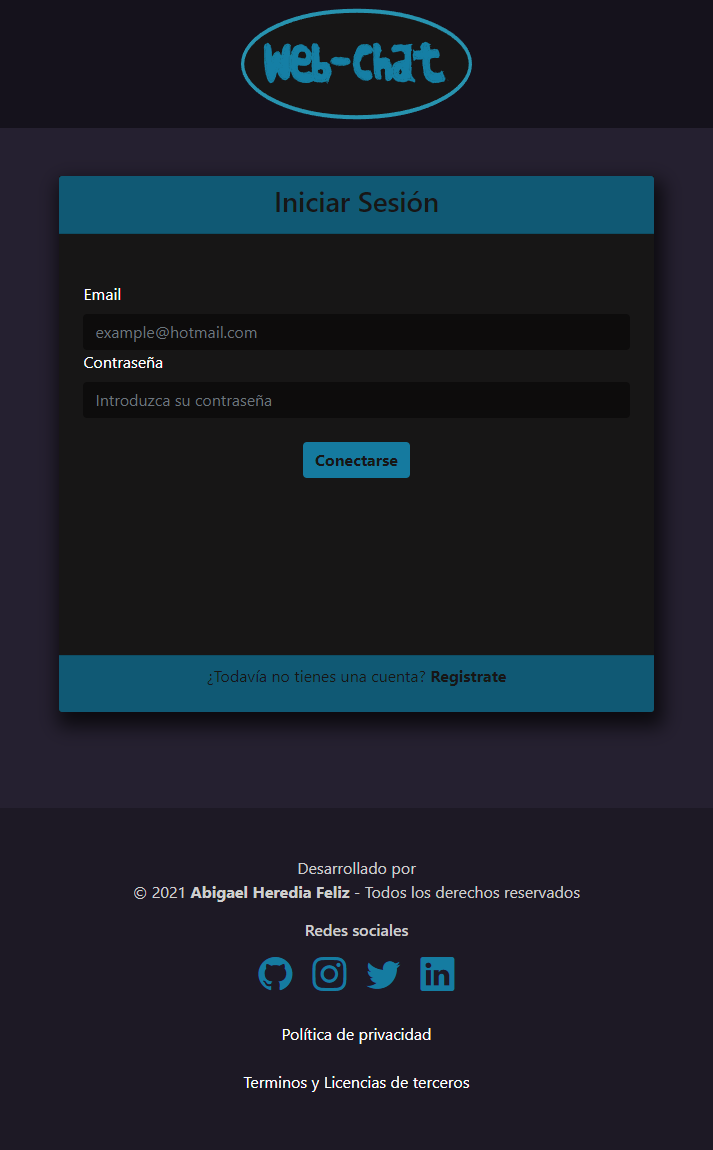 Web-Chat
Iniciar Sesión
Email
example@hotmail.com
Contraseña
Introduzca su contraseña
Conectarse
¿Todavía no tienes una cuenta? Registrate
Desarrollado por
© 2021 Abigael Heredia Feliz - Todos los derechos reservados
Redes sociales
in
Política de privacidad
Terminos y Licencias de terceros